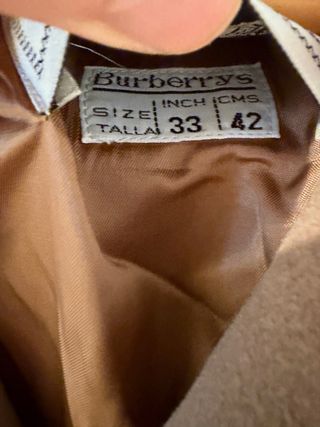 Burberrys
SIZE INCH CMS.
TALLA 33 42